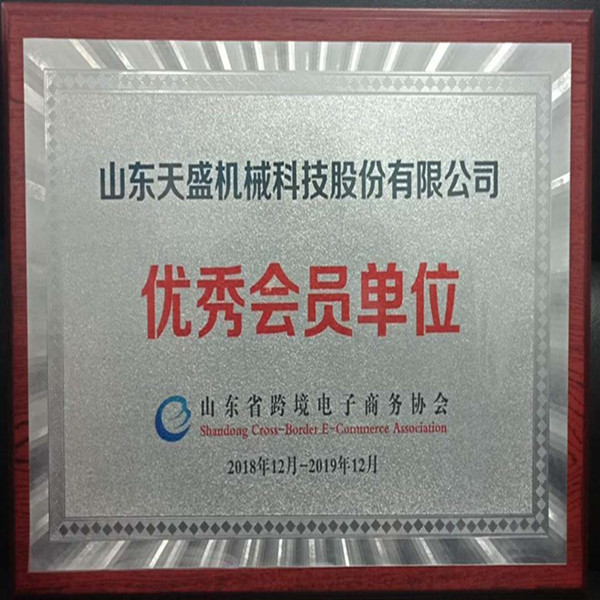 山东天盛机械科技股份有限公司
优秀会员单位
山东省跨境电子商务协会
Shandong Cross-Border E-Commerce Association
2018年12月-2019年12月